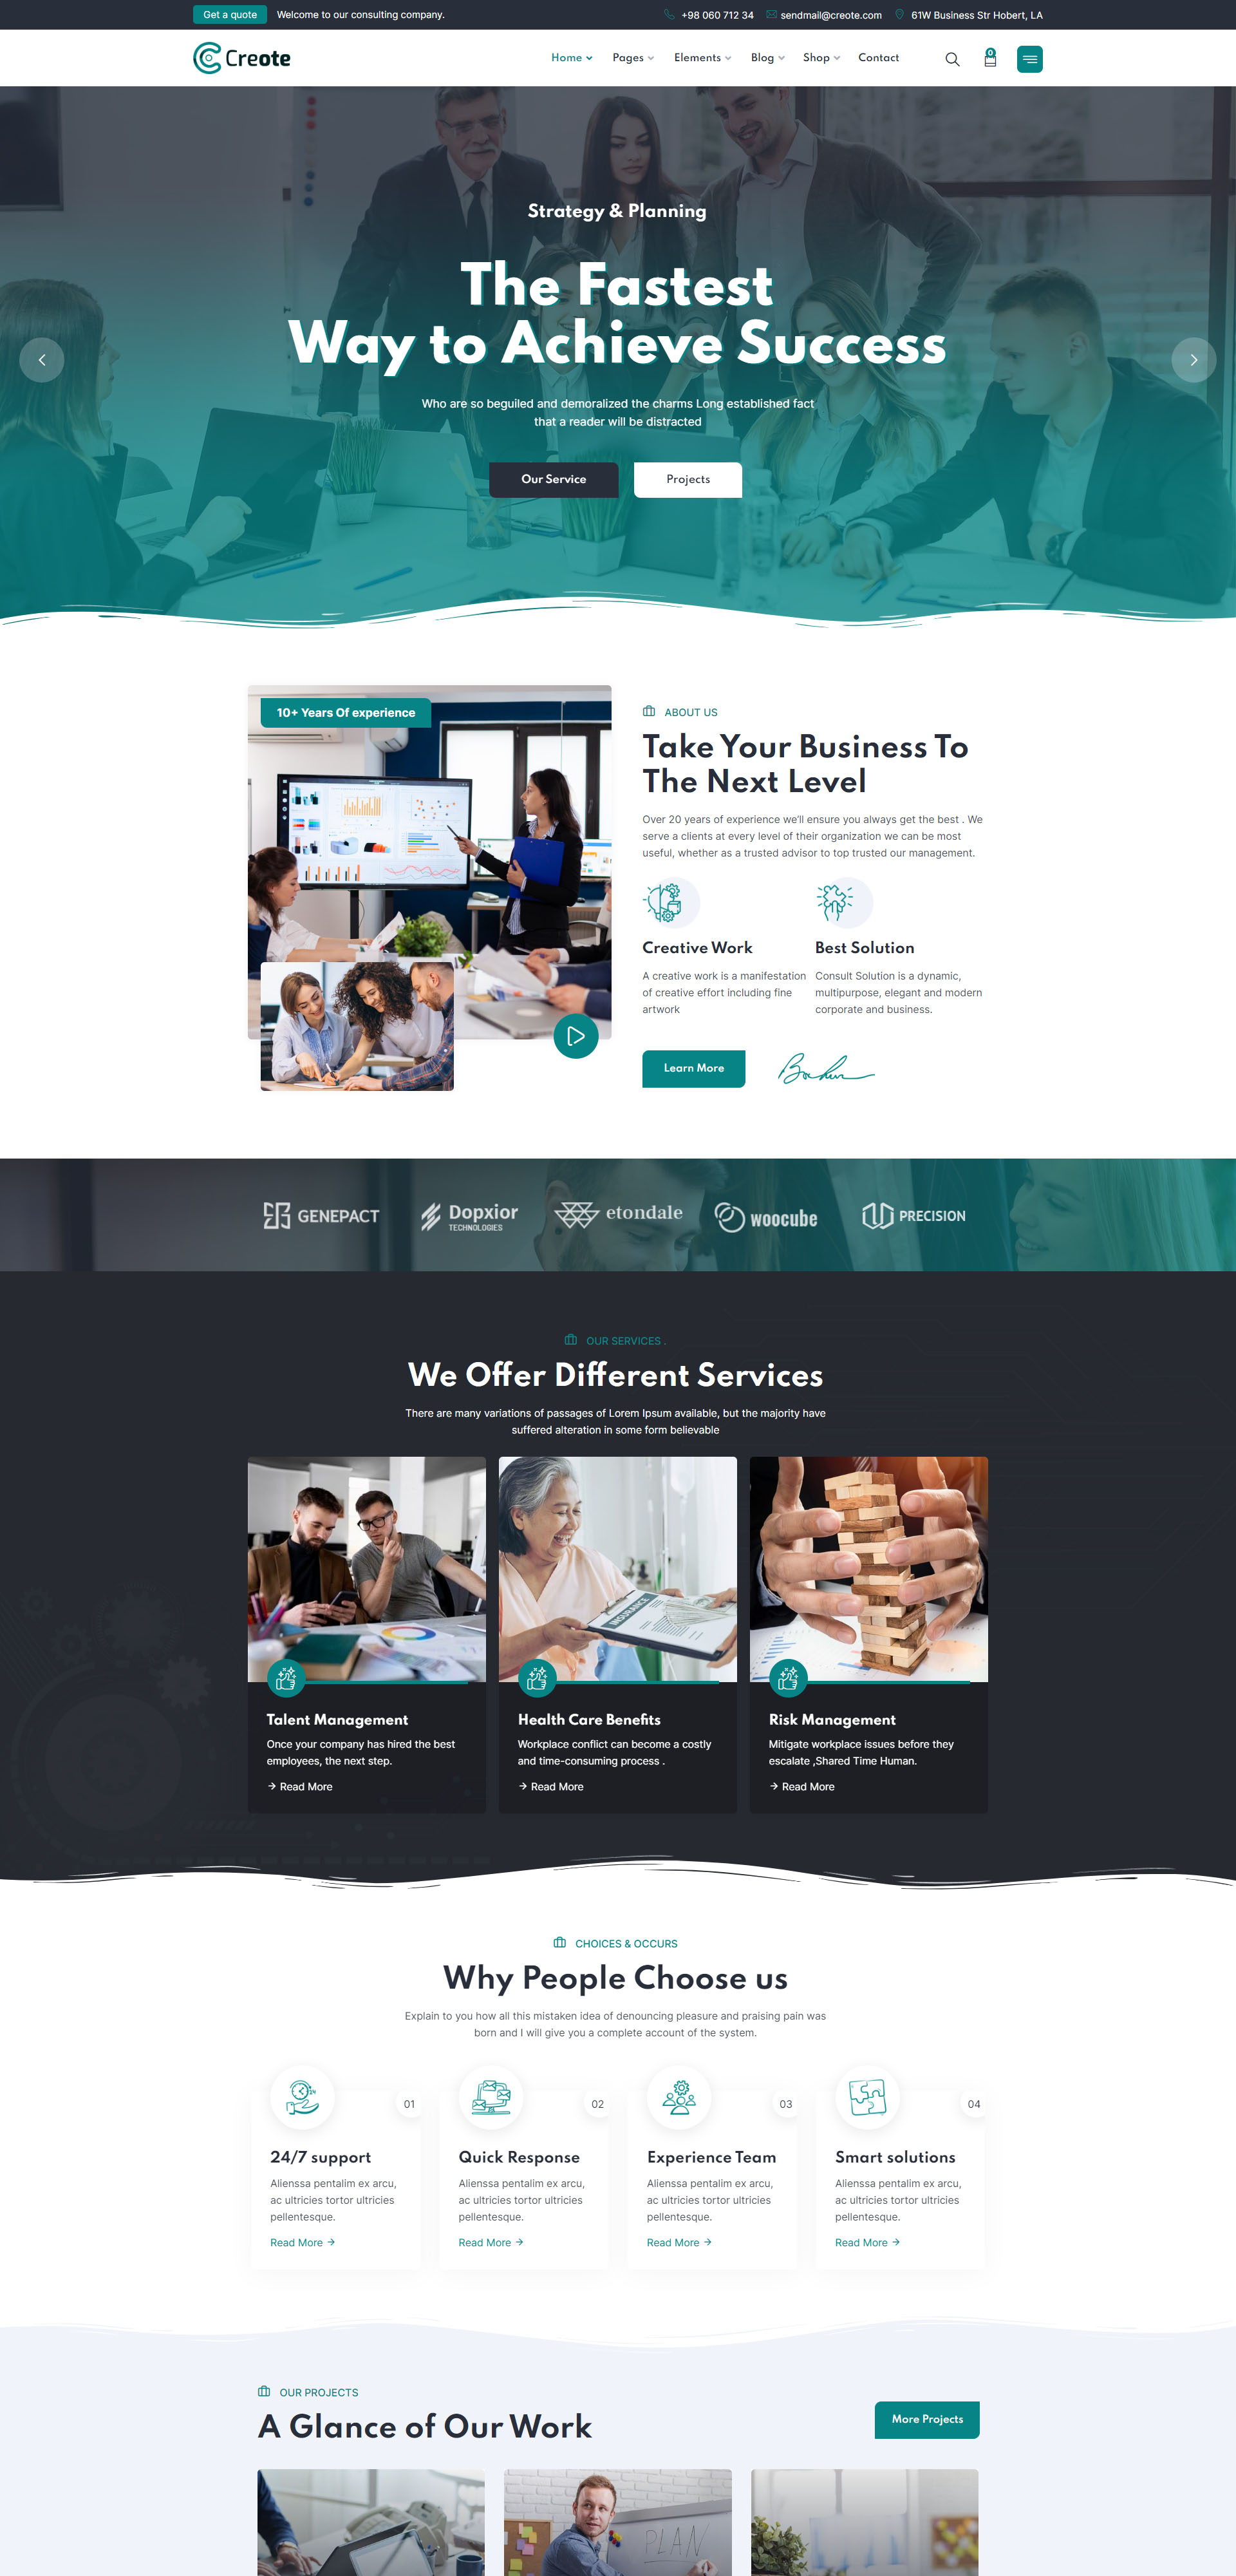 Get a quote
Welcome to our consulting company.
+98 060 712 34
sendmail@creote.com
61W Business Str Hobert, LA
Creote
Home
Pages
Elements
Blog
Shop
Contact
0
Strategy & Planning
The Fastest
Way to Achieve Success
Who are so beguiled and demoralized the charms Long established fact
that a reader will be distracted
Our Service
Projects
10+ Years Of experience
ABOUT US
Take Your Business To
The Next Level
Over 20 years of experience we'll ensure you always get the best . We
serve a clients at every level of their organization we can be most
useful, whether as a trusted advisor to top trusted our management.
Creative Work
A creative work is a manifestation
of creative effort including fine
artwork
Best Solution
Consult Solution is a dynamic,
multipurpose, elegant and modern
corporate and business.
Learn More
GENEPACT
Dopxior
TECHNOLOGIES
etondale
woocube
PRECISION
OUR SERVICES .
We Offer Different Services
There are many variations of passages of Lorem Ipsum available, but the majority have
suffered alteration in some form believable
INSURANCE
Talent Management
Once your company has hired the best
employees, the next step.
Read More
Health Care Benefits
Workplace conflict can become a costly
and time-consuming process .
Read More
Risk Management
Mitigate workplace issues before they
escalate ,Shared Time Human.
Read More
CHOICES & OCCURS
Why People Choose us
Explain to you how all this mistaken idea of denouncing pleasure and praising pain was
born and I will give you a complete account of the system.
01
24/7 support
Alienssa pentalim ex arcu,
ac ultricies tortor ultricies
pellentesque.
Read More
02
Quick Response
Alienssa pentalim ex arcu,
ac ultricies tortor ultricies
pellentesque.
Read More
03
Experience Team
Alienssa pentalim ex arcu,
ac ultricies tortor ultricies
pellentesque.
Read More
04
Smart solutions
Alienssa pentalim ex arcu,
ac ultricies tortor ultricies
pellentesque.
Read More
OUR PROJECTS
A Glance of Our Work
More Projects
PLAN